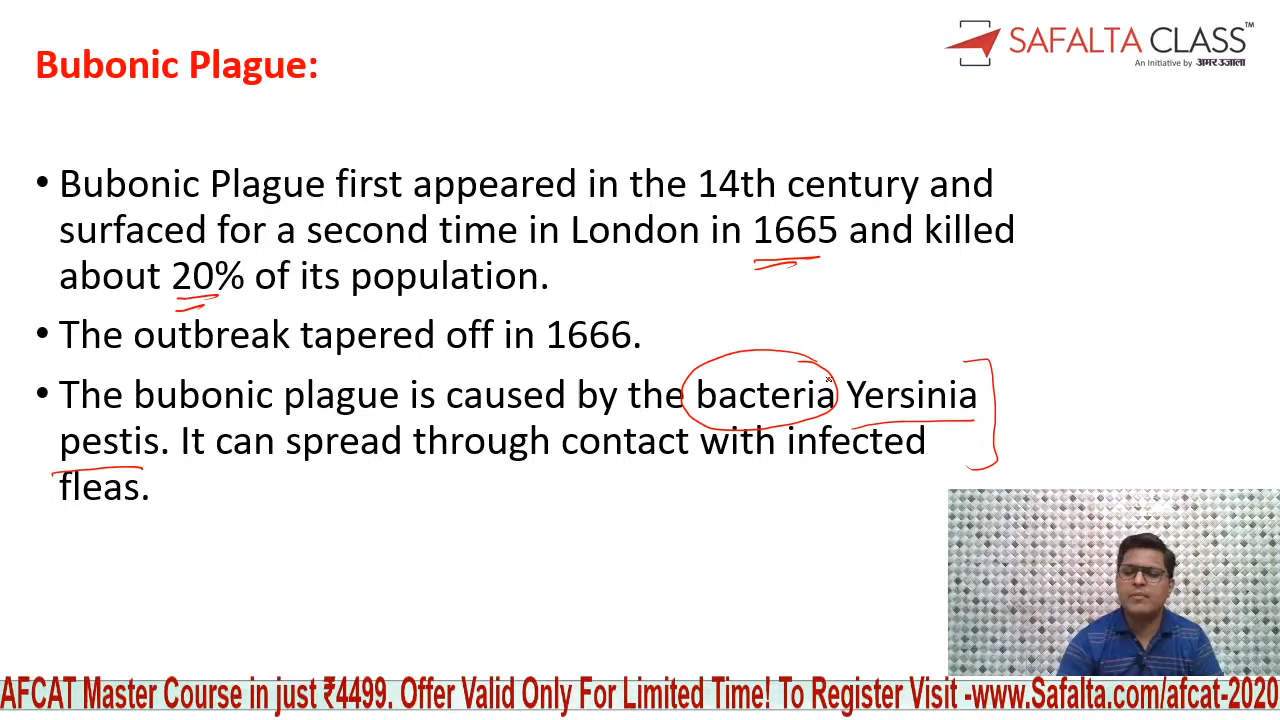 SAFALTA CLASS™
An Initiative by अमर उजाला
Bubonic Plague:
• Bubonic Plague first appeared in the 14th century and
surfaced for a second time in London in 1665 and killed
about 20% of its population.
• The outbreak tapered off in 1666.
• The bubonic plague is caused by the bacteria Yersinia
pestis. It can spread through contact with infected
fleas.
AFCAT Master Course in just ₹4499. Offer Valid Only For Limited Time! To Register Visit -www.Safalta.com/afcat-2020